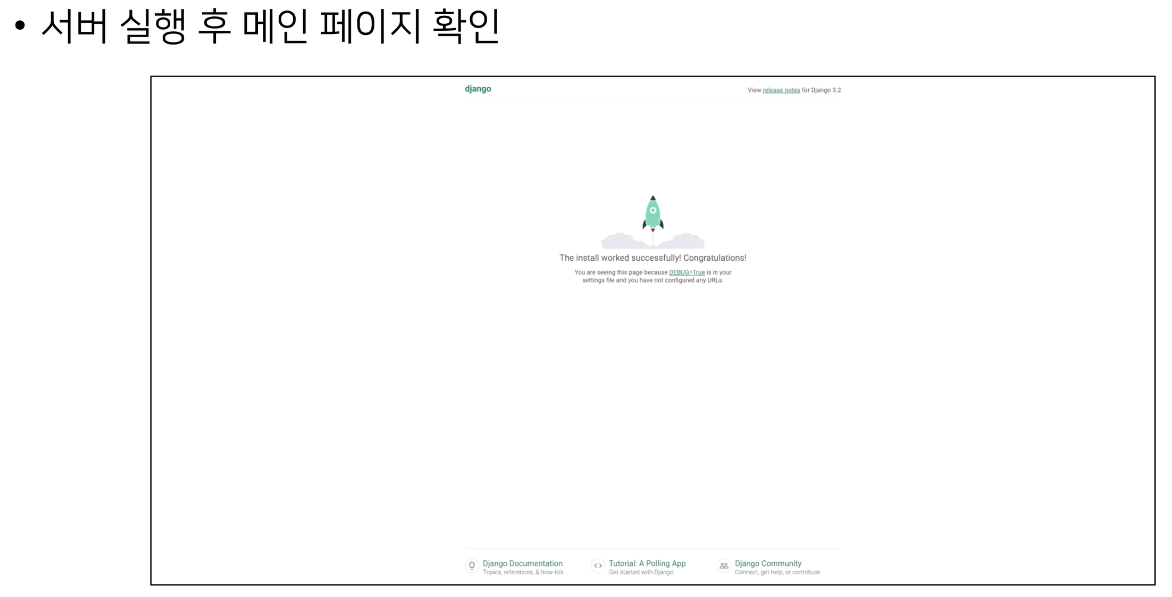 • 서버 실행 후 메인 페이지 확인
django
View release notes for Django 3.2
The install worked successfully! Congratulations!
You are seeing this page because DEBUG=True is in your
settings file and you have not configured any URLs.
Django Documentation
Topics, references, & how-to's
Tutorial: A Polling App
Get started with Django
Django Community
Connect, get help, or contribute